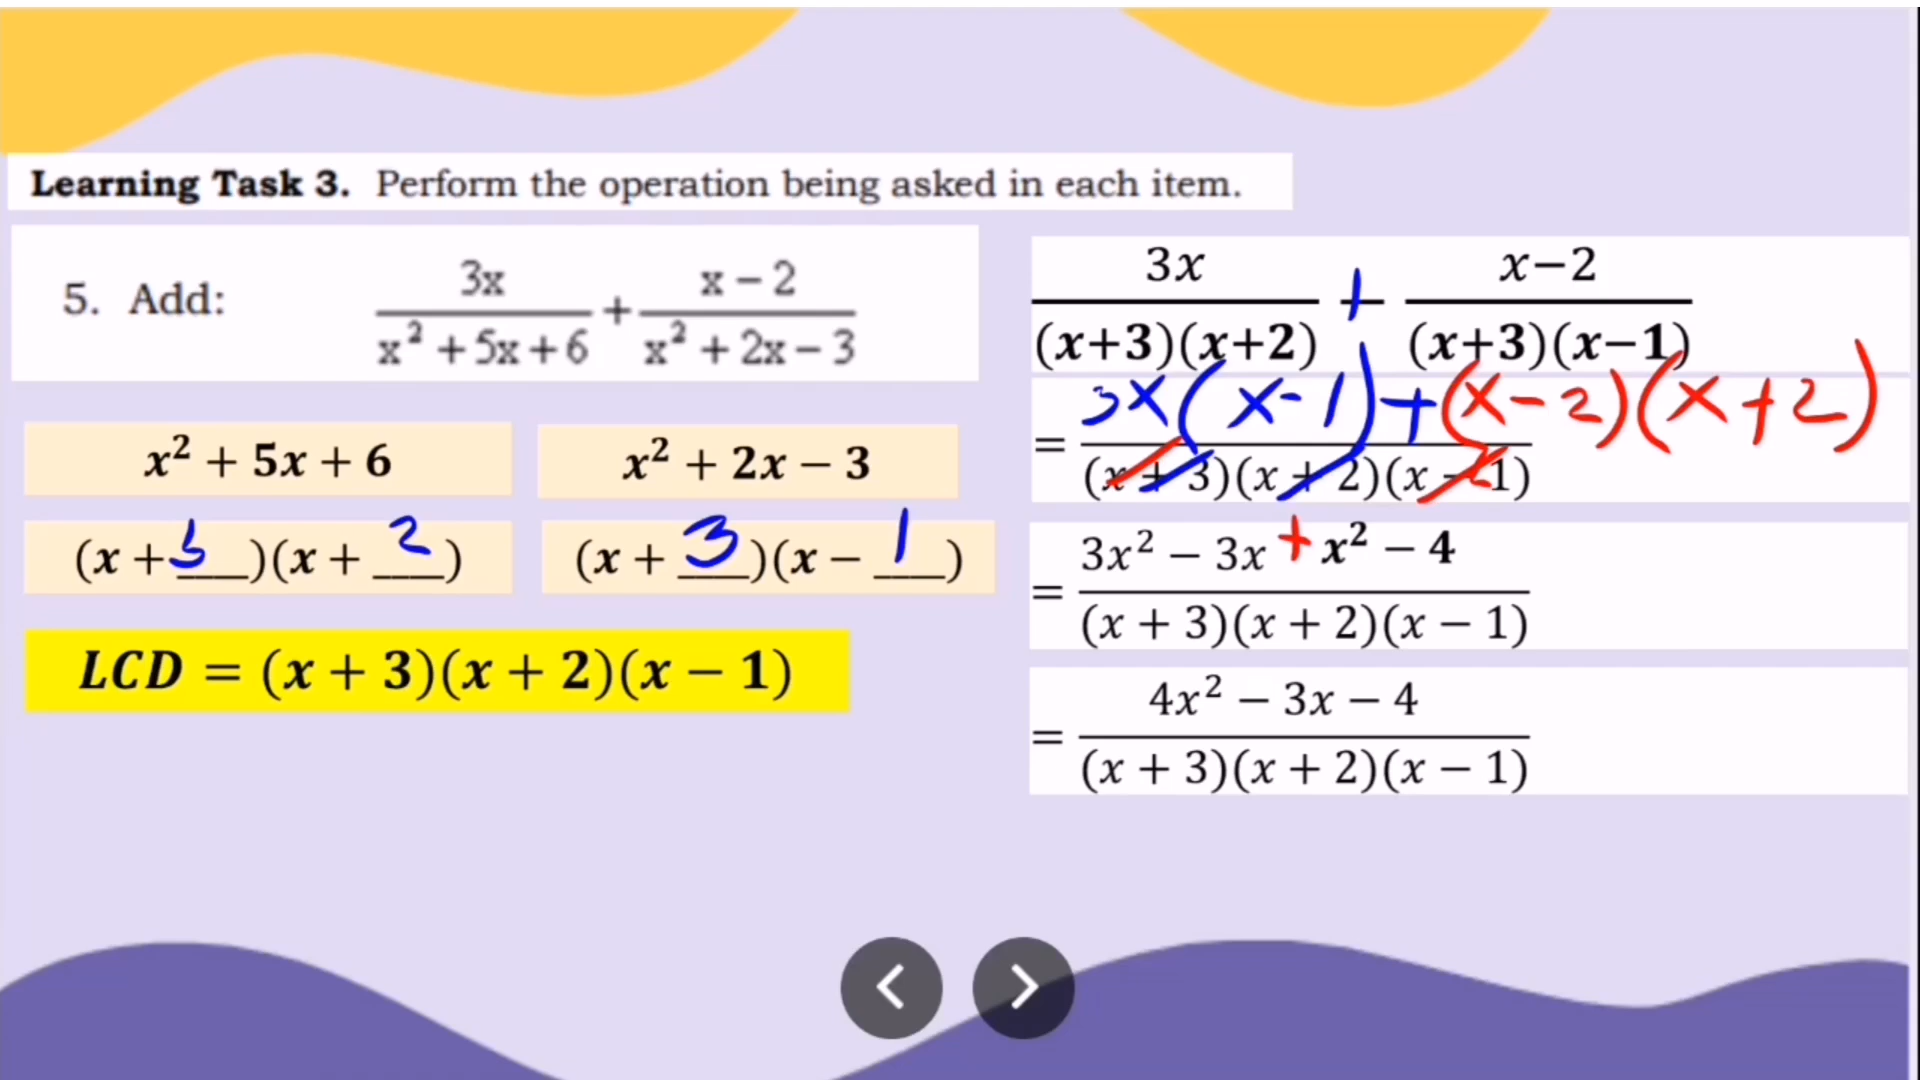 Learning Task 3. Perform the operation being asked in each item.
5. Add:
3x
x² + 5x + 6
+
x − 2
x² + 2x − 3
x² + 5x + 6
x² + 2x − 3
(x + 3)(x + 2)
(x + 3)(x − 1)
LCD = (x + 3)(x + 2)(x − 1)
3x
(x+3)(x+2)
+
x−2
(x+3)(x−1)
3x(x-1)+(x-2)(x+2)
=
(x + 3)(x + 2)(x − 1)
3x² − 3x + x² − 4
=
(x + 3)(x + 2)(x − 1)
4x² − 3x − 4
=
(x + 3)(x + 2)(x − 1)